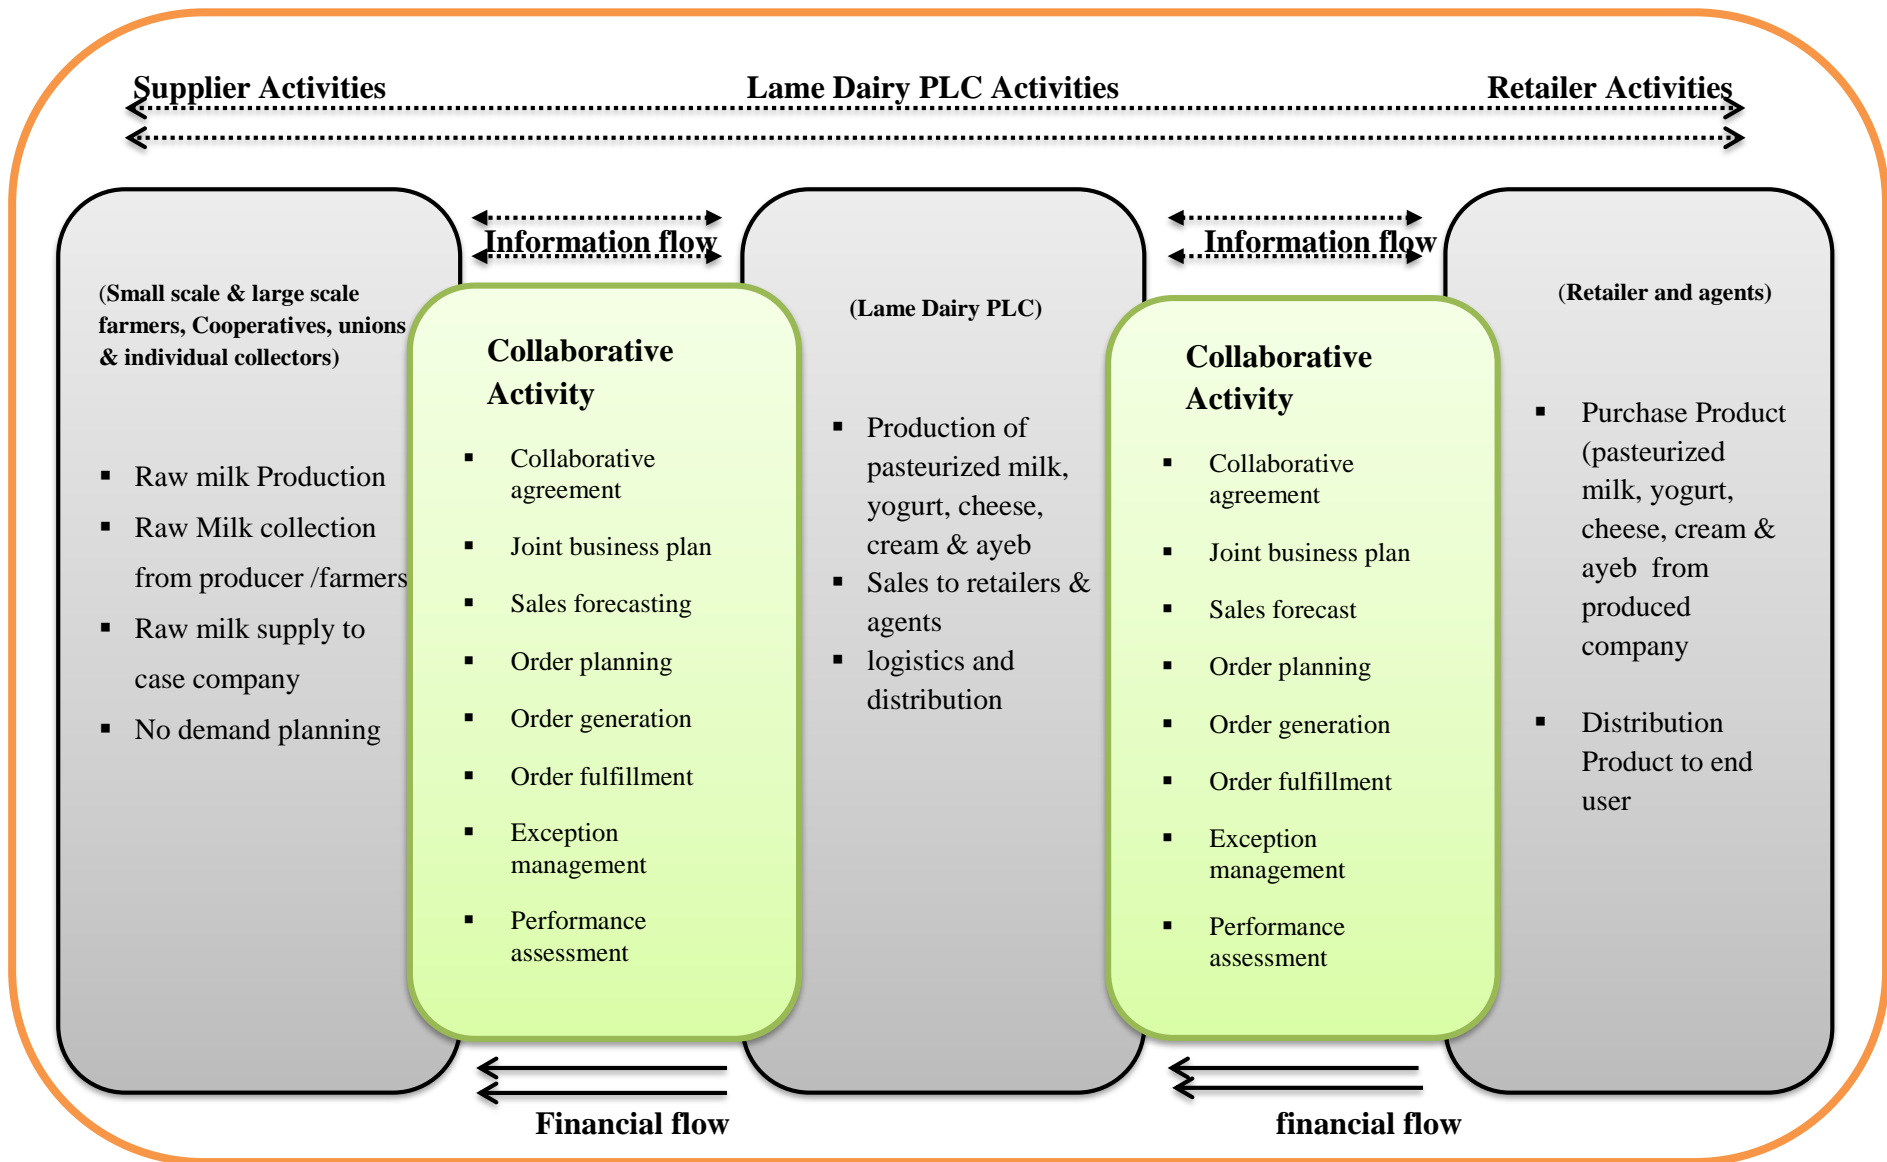 Supplier Activities
Lame Dairy PLC Activities
Retailer Activities
Information flow
Information flow
(Small scale & large scale
farmers, Cooperatives, unions
& individual collectors)
▪ Raw milk Production
▪ Raw Milk collection
from producer /farmers
▪ Raw milk supply to
case company
▪ No demand planning
Collaborative
Activity
▪ Collaborative
agreement
▪ Joint business plan
▪ Sales forecasting
▪ Order planning
▪ Order generation
▪ Order fulfillment
▪ Exception
management
▪ Performance
assessment
(Lame Dairy PLC)
▪ Production of
pasteurized milk,
yogurt, cheese,
cream & ayeb
▪ Sales to retailers &
agents
▪ logistics and
distribution
Collaborative
Activity
▪ Collaborative
agreement
▪ Joint business plan
▪ Sales forecast
▪ Order planning
▪ Order generation
▪ Order fulfillment
▪ Exception
management
▪ Performance
assessment
(Retailer and agents)
▪ Purchase Product
(pasteurized
milk, yogurt,
cheese, cream &
ayeb from
produced
company
▪ Distribution
Product to end
user
Financial flow
financial flow